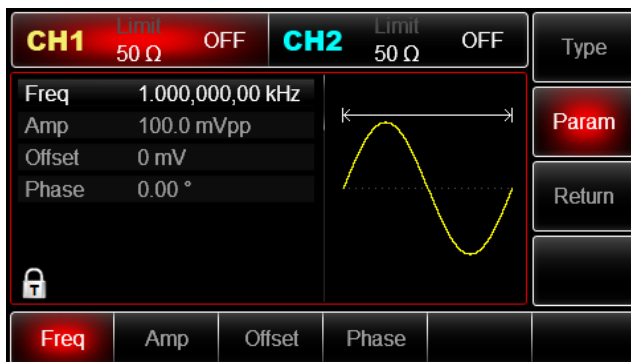 CH1 Limit 50 Ω OFF CH2 Limit 50 Ω OFF
Type
Freq 1.000,000,00 kHz
Amp 100.0 mVpp
Offset 0 mV
Phase 0.00 °
T
Param
Return
Freq Amp Offset Phase